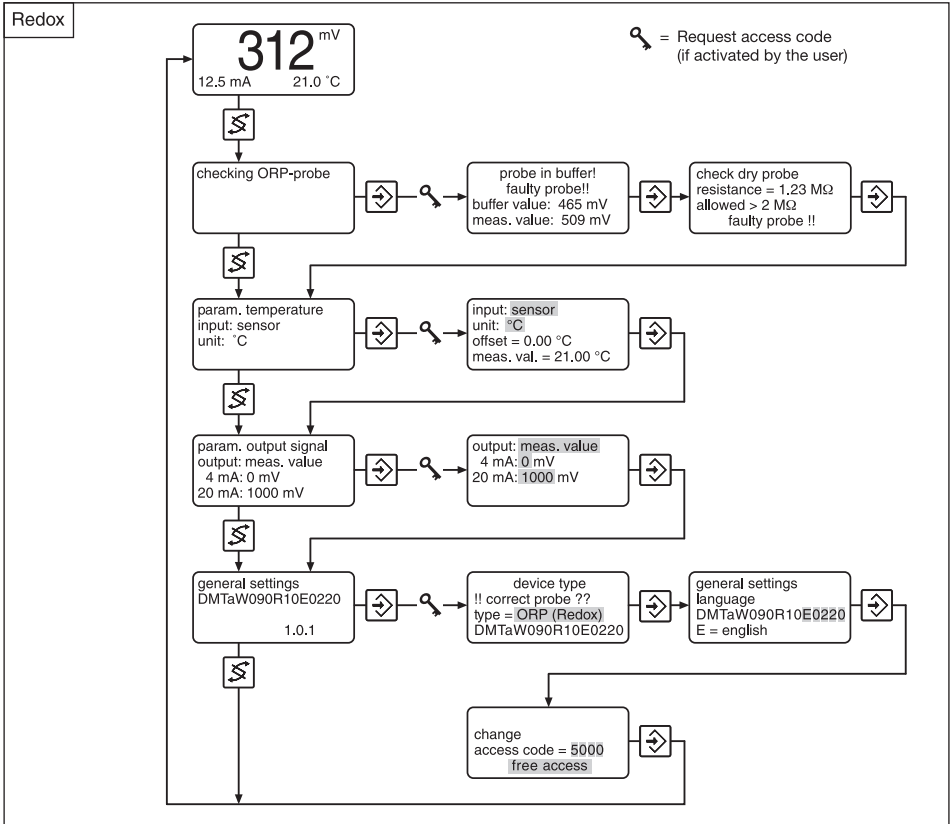 Redox
312 mV
12.5 mA 21.0 °C
= Request access code
(if activated by the user)
checking ORP-probe
probe in buffer!
faulty probe!!
buffer value: 465 mV
meas. value: 509 mV
check dry probe
resistance = 1.23 MΩ
allowed > 2 MΩ
faulty probe !!
param. temperature
input: sensor
unit: °C
input: sensor
unit: °C
offset = 0.00 °C
meas. val. = 21.00 °C
param. output signal
output: meas. value
4 mA: 0 mV
20 mA: 1000 mV
output: meas. value
4 mA: 0 mV
20 mA: 1000 mV
general settings
DMTaW090R10E0220
1.0.1
device type
!! correct probe ??
type = ORP (Redox)
DMTaW090R10E0220
general settings
language
DMTaW090R10E0220
E = english
change
access code = 5000
free access